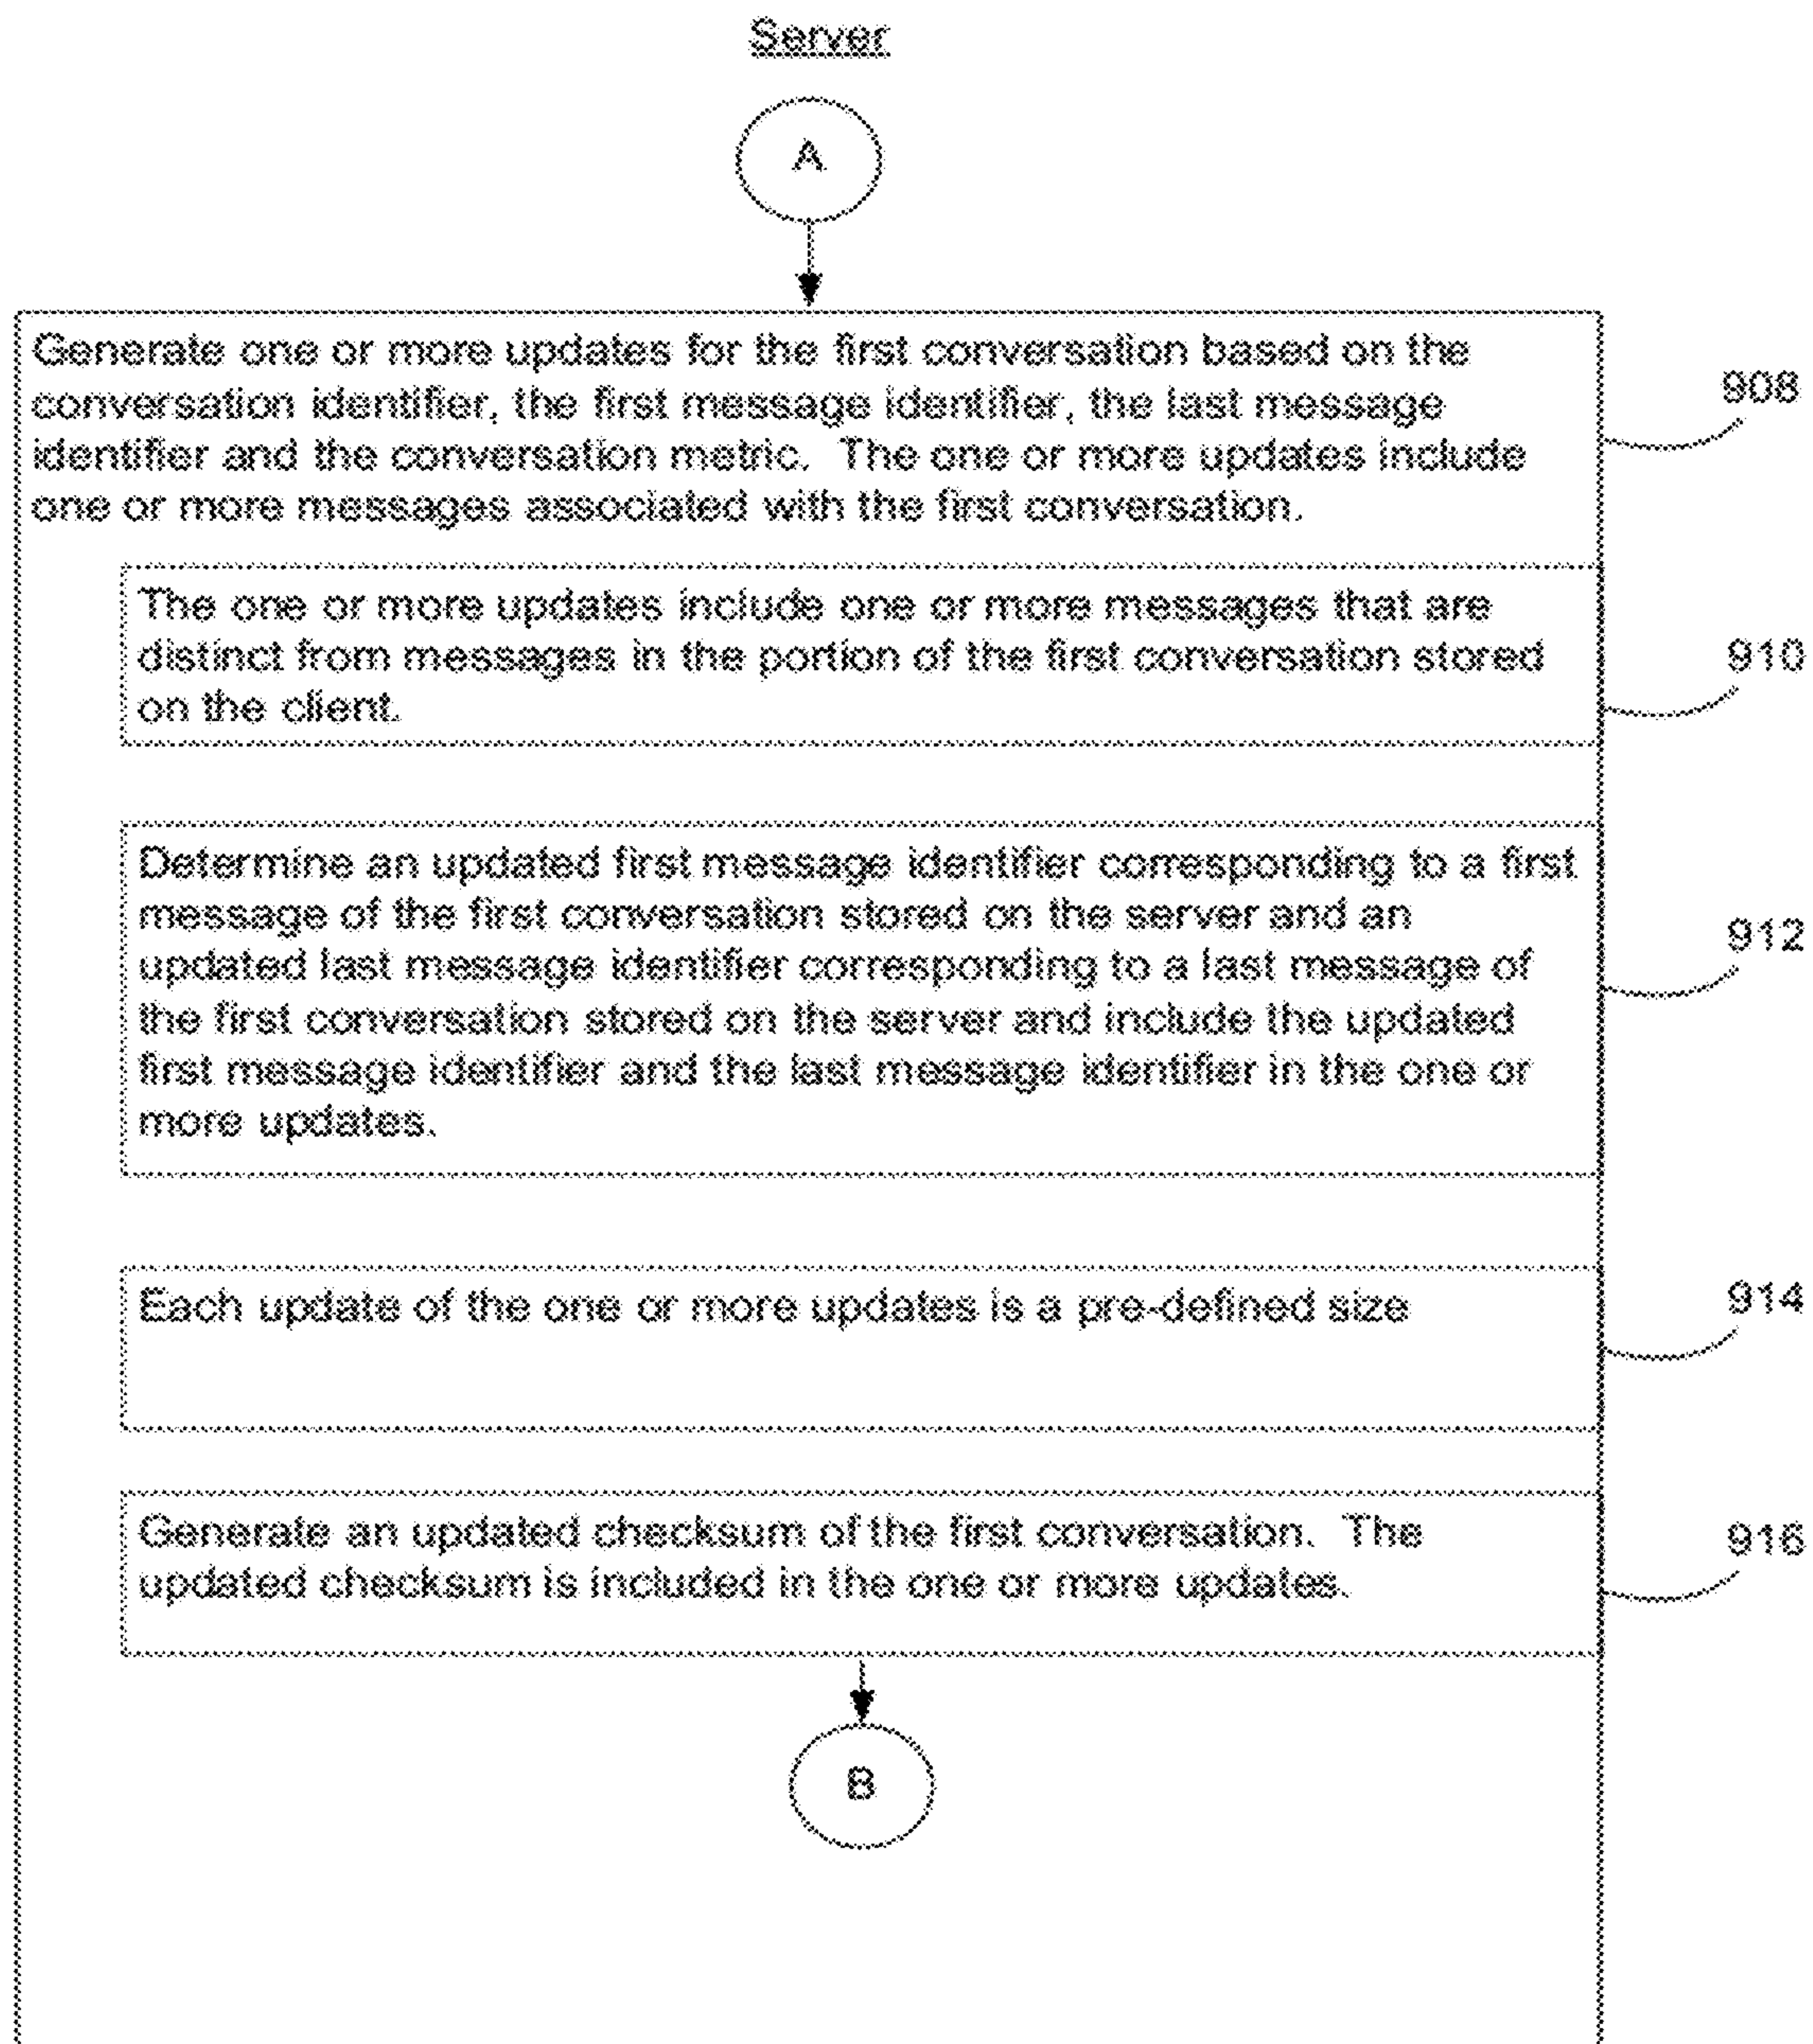 Server
A
Generate one or more updates for the first conversation based on the
conversation identifier, the first message identifier, the last message
identifier and the conversation metric. The one or more updates include
one or more messages associated with the first conversation.
908
The one or more updates include one or more messages that are
distinct from messages in the portion of the first conversation stored
on the client.
910
Determine an updated first message identifier corresponding to a first
message of the first conversation stored on the server and an
updated last message identifier corresponding to a last message of
the first conversation stored on the server and include the updated
first message identifier and the last message identifier in the one or
more updates.
912
Each update of the one or more updates is a pre-defined size
914
Generate an updated checksum of the first conversation. The
updated checksum is included in the one or more updates.
916
B